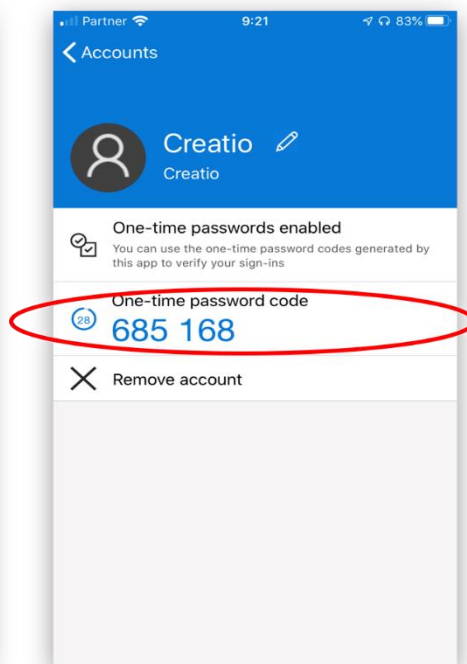 Partner 9:21 83%
Accounts
Creatio
Creatio
One-time passwords enabled
You can use the one-time password codes generated by
this app to verify your sign-ins
One-time password code
28
685 168
Remove account